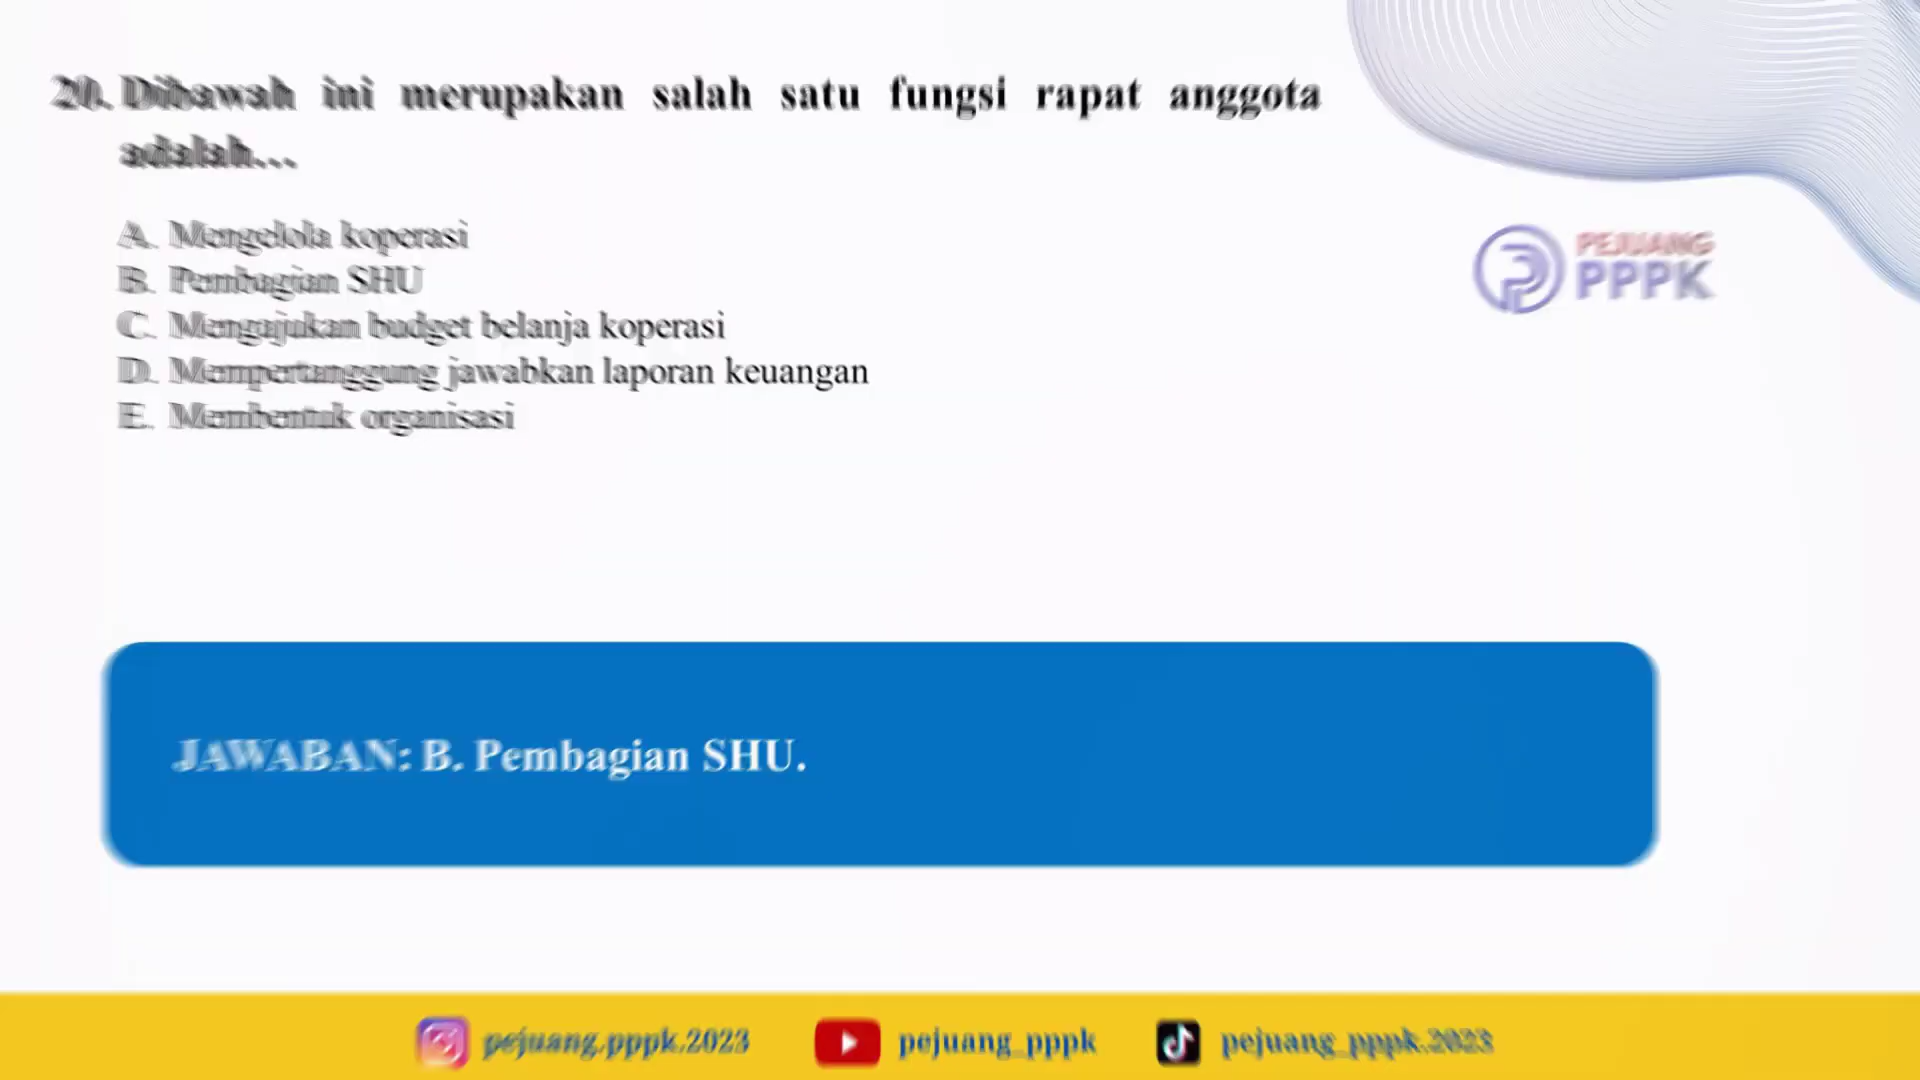 20. Dibawah ini merupakan salah satu fungsi rapat anggota
adalah...
A. Mengelola koperasi
B. Pembagian SHU
C. Mengajukan budget belanja koperasi
D. Mempertanggung jawabkan laporan keuangan
E. Membentuk organisasi
PEJUANG
PPPK
JAWABAN: B. Pembagian SHU.
pejuang.pppk.2023 pejuang_pppk pejuang_pppk.2023